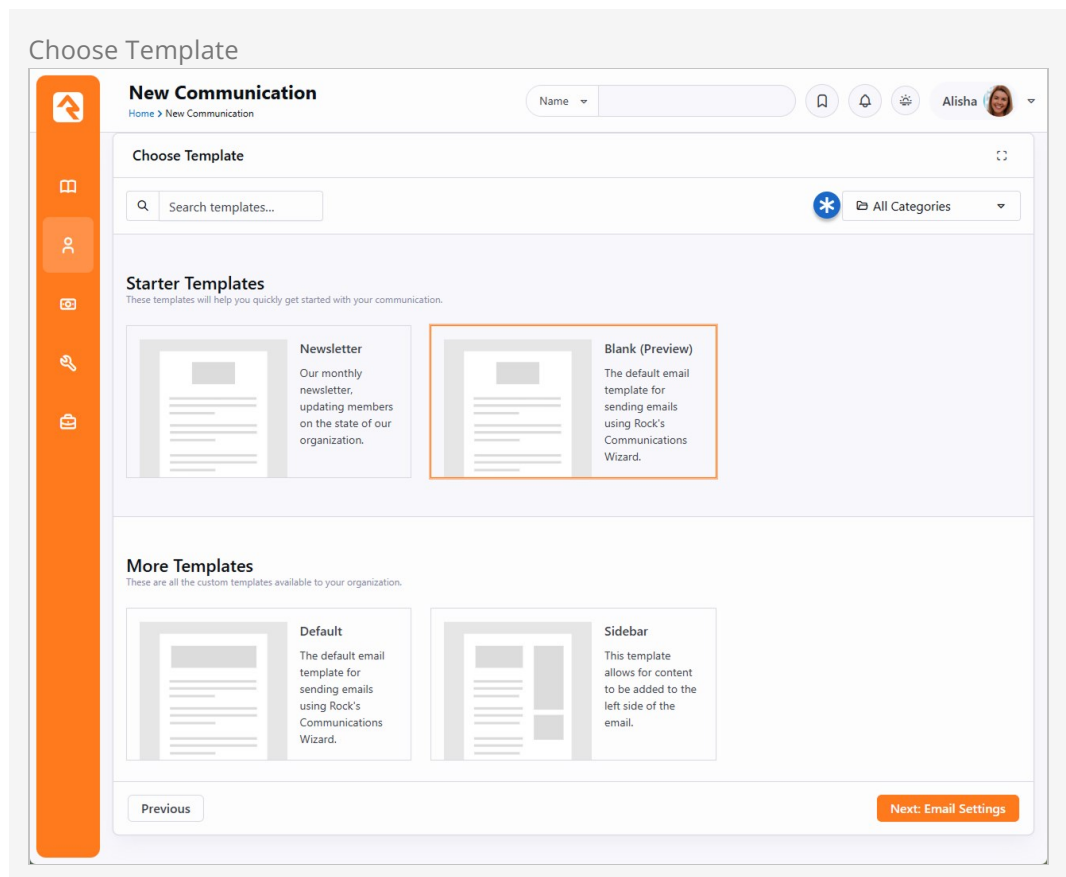 Choose Template
New Communication
Home > New Communication
Name
Alisha
Choose Template
Search templates...
All Categories
Starter Templates
These templates will help you quickly get started with your communication.
Newsletter
Our monthly
newsletter,
updating members
on the state of our
organization.
Blank (Preview)
The default email
template for
sending emails
using Rock's
Communications
Wizard.
More Templates
These are all the custom templates available to your organization.
Default
The default email
template for
sending emails
using Rock's
Communications
Wizard.
Sidebar
This template
allows for content
to be added to the
left side of the
email.
Previous
Next: Email Settings